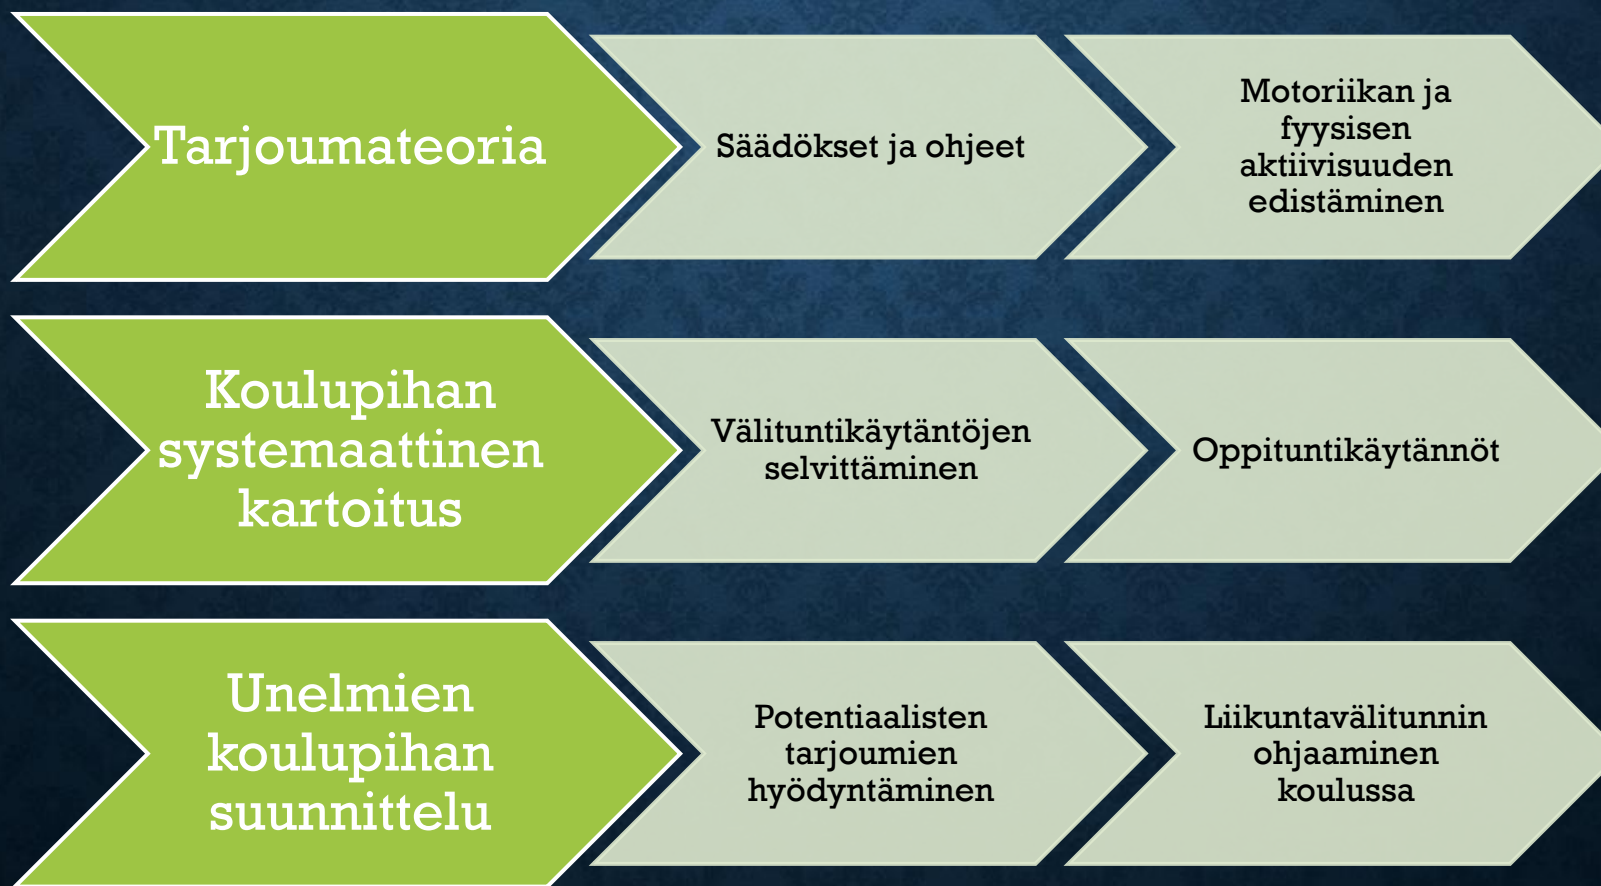 Tarjoumateoria
Säädökset ja ohjeet
Motoriikan ja
fyysisen
aktiivisuuden
edistäminen
Koulupihan
systemaattinen
kartoitus
Välituntikäytäntöjen
selvittäminen
Oppituntikäytännöt
Unelmien
koulupihan
suunnittelu
Potentiaalisten
tarjoumien
hyödyntäminen
Liikuntavälitunnin
ohjaaminen
koulussa